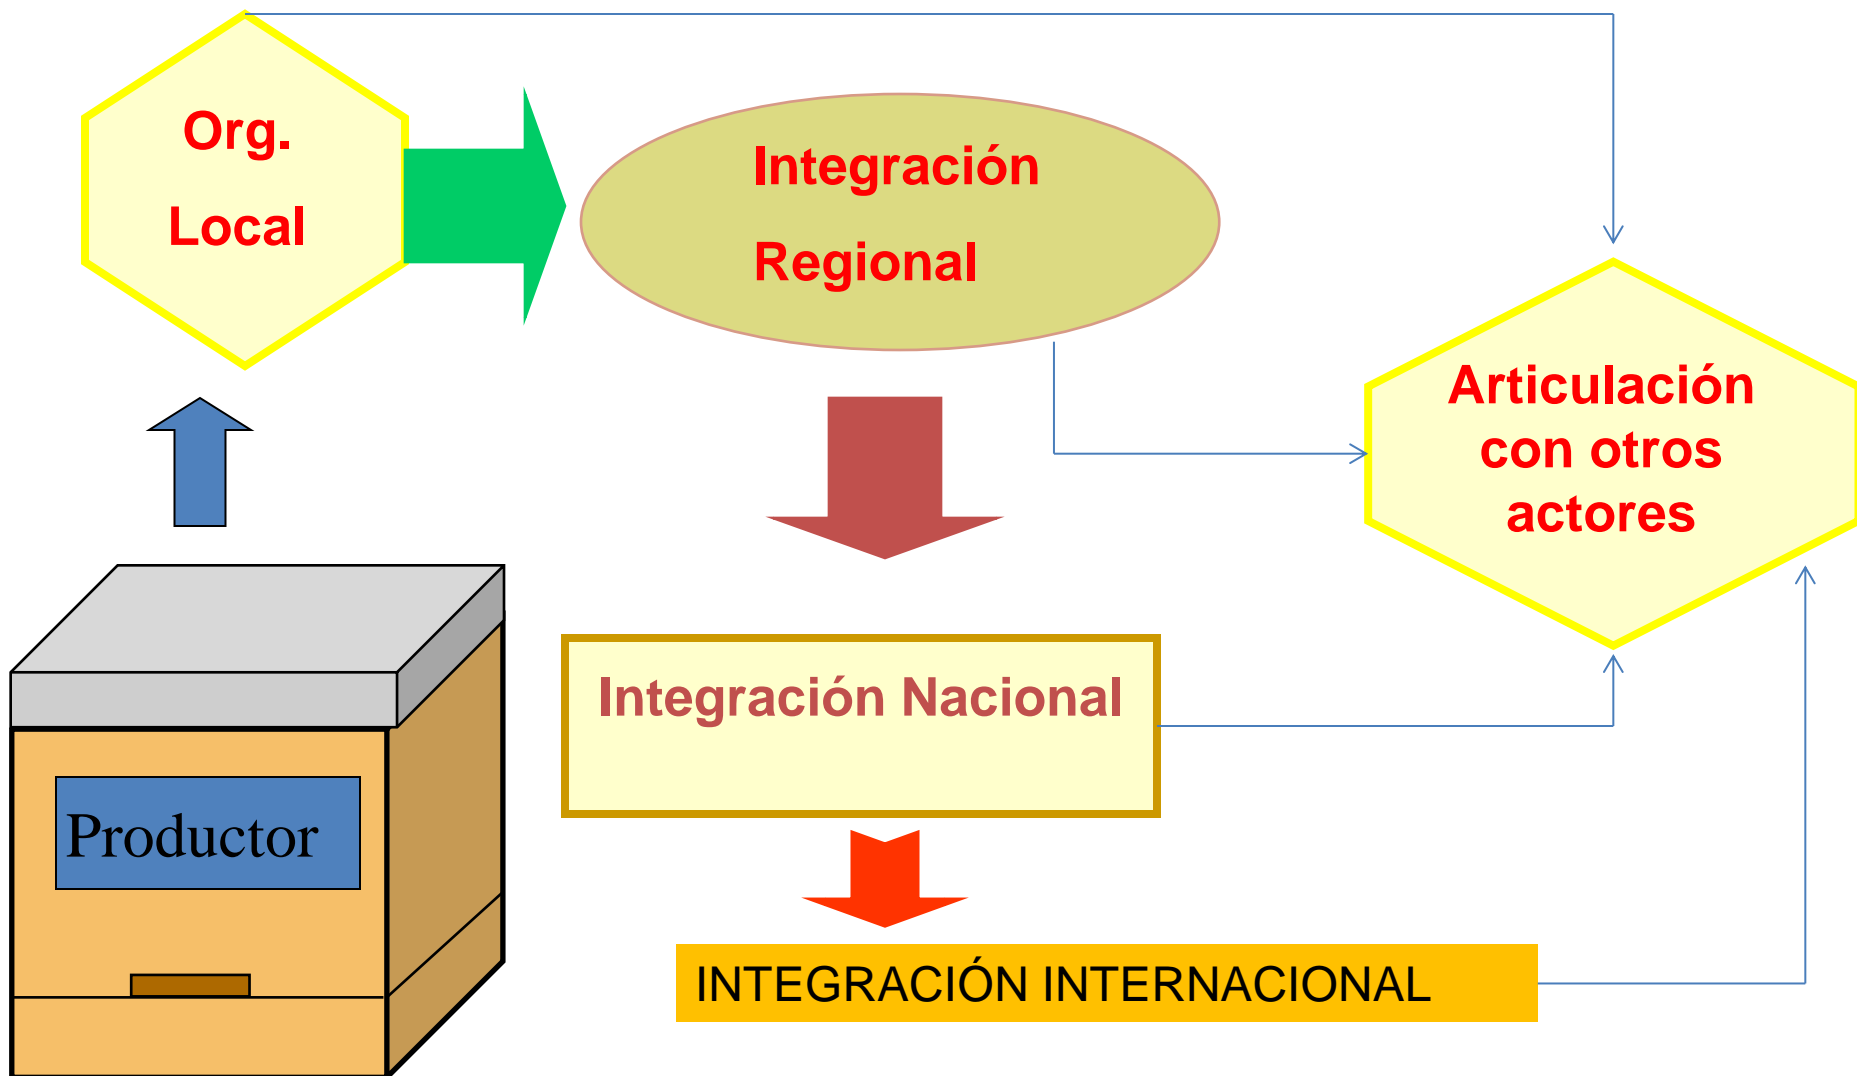 Org.
Local
Integración
Regional
Articulación
con otros
actores
Integración Nacional
Productor
INTEGRACIÓN INTERNACIONAL